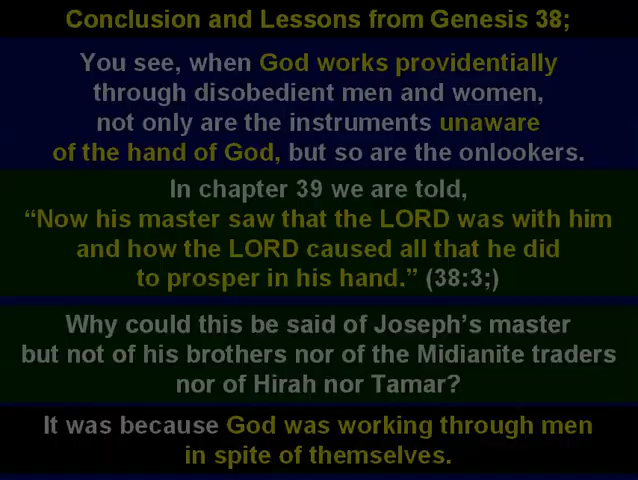 Conclusion and Lessons from Genesis 38;
You see, when God works providentially
through disobedient men and women,
not only are the instruments unaware
of the hand of God, but so are the onlookers.
In chapter 39 we are told,
“Now his master saw that the LORD was with him
and how the LORD caused all that he did
to prosper in his hand.” (38:3;)
Why could this be said of Joseph’s master
but not of his brothers nor of the Midianite traders
nor of Hirah nor Tamar?
It was because God was working through men
in spite of themselves.